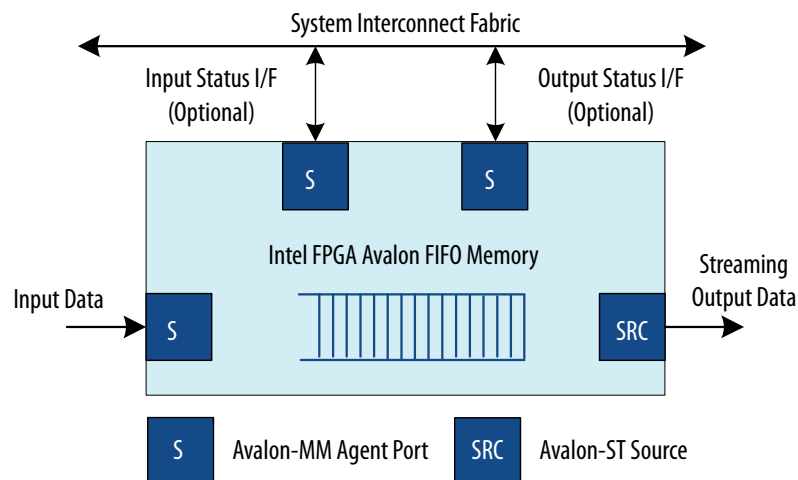 System Interconnect Fabric
Input Status I/F
(Optional)
Output Status I/F
(Optional)
S
S
Intel FPGA Avalon FIFO Memory
Input Data
S
SRC
Streaming
Output Data
S
Avalon-MM Agent Port
SRC
Avalon-ST Source